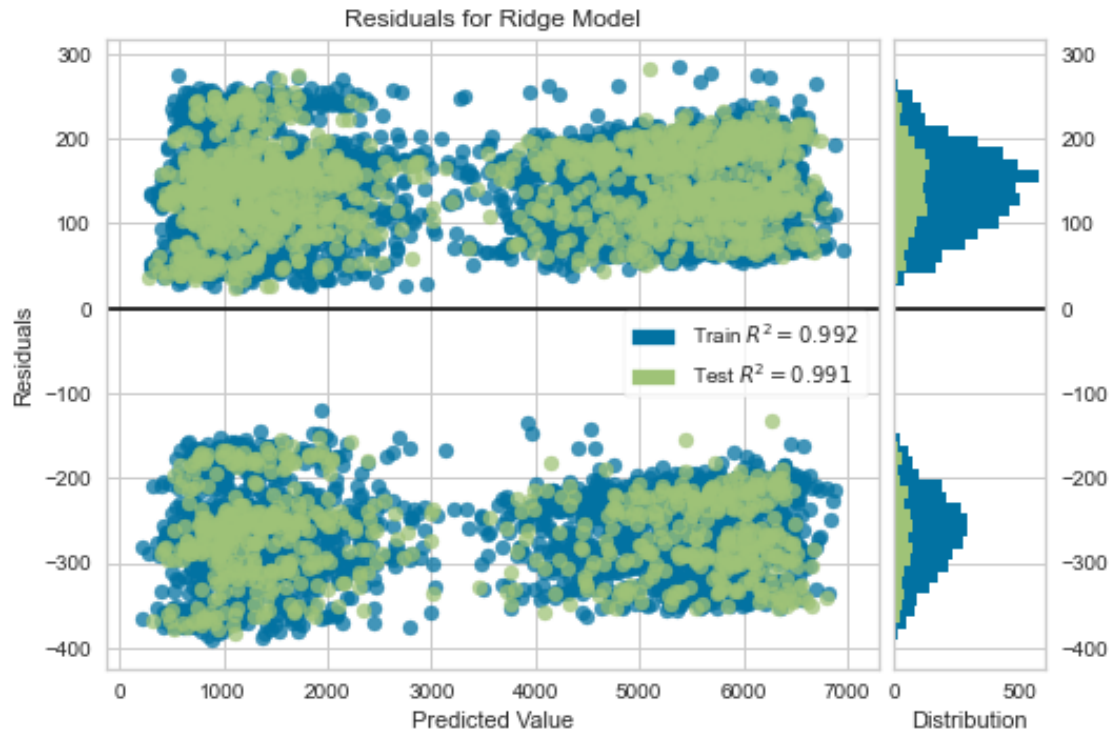 Residuals for Ridge Model
300
200
100
0
−100
−200
−300
−400
Residuals
Train R² = 0.992
Test R² = 0.991
0 1000 2000 3000 4000 5000 6000 7000
Predicted Value
300
200
100
0
−100
−200
−300
−400
0 500
Distribution